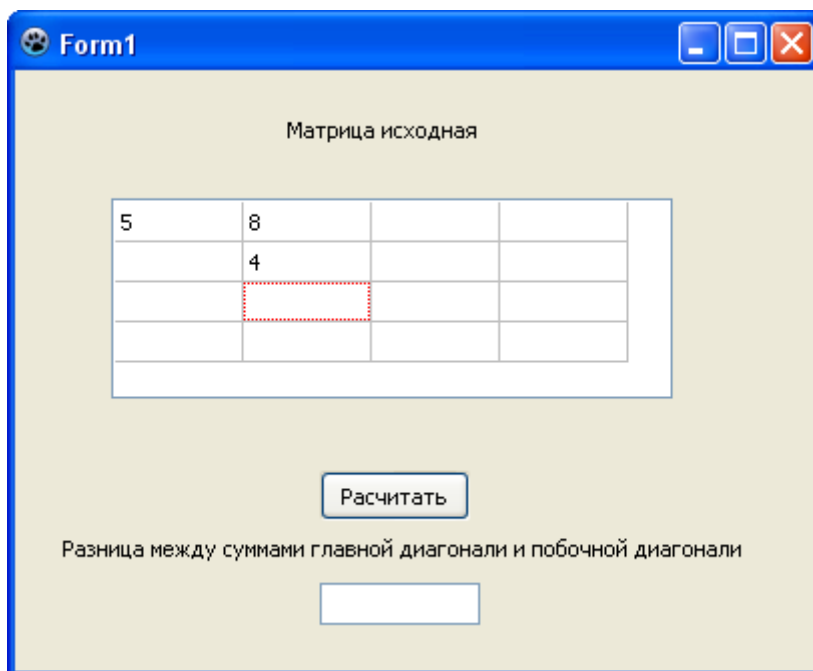 Form1
Матрица исходная
5 8
4
Расчитать
Разница между суммами главной диагонали и побочной диагонали